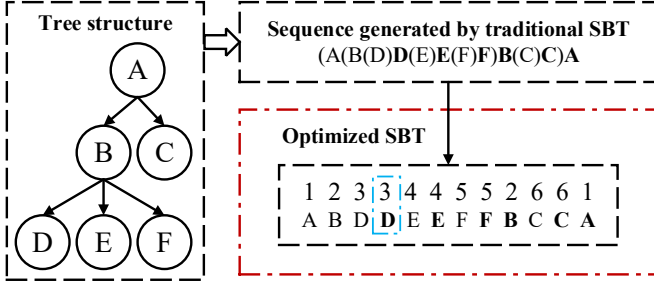 Tree structure
A
B C
D E F
Sequence generated by traditional SBT
(A(B(D)D(E)E(F)F)B(C)C)A
Optimized SBT
1 2 3 3 4 4 5 5 2 6 6 1
A B D D E E F F B C C A